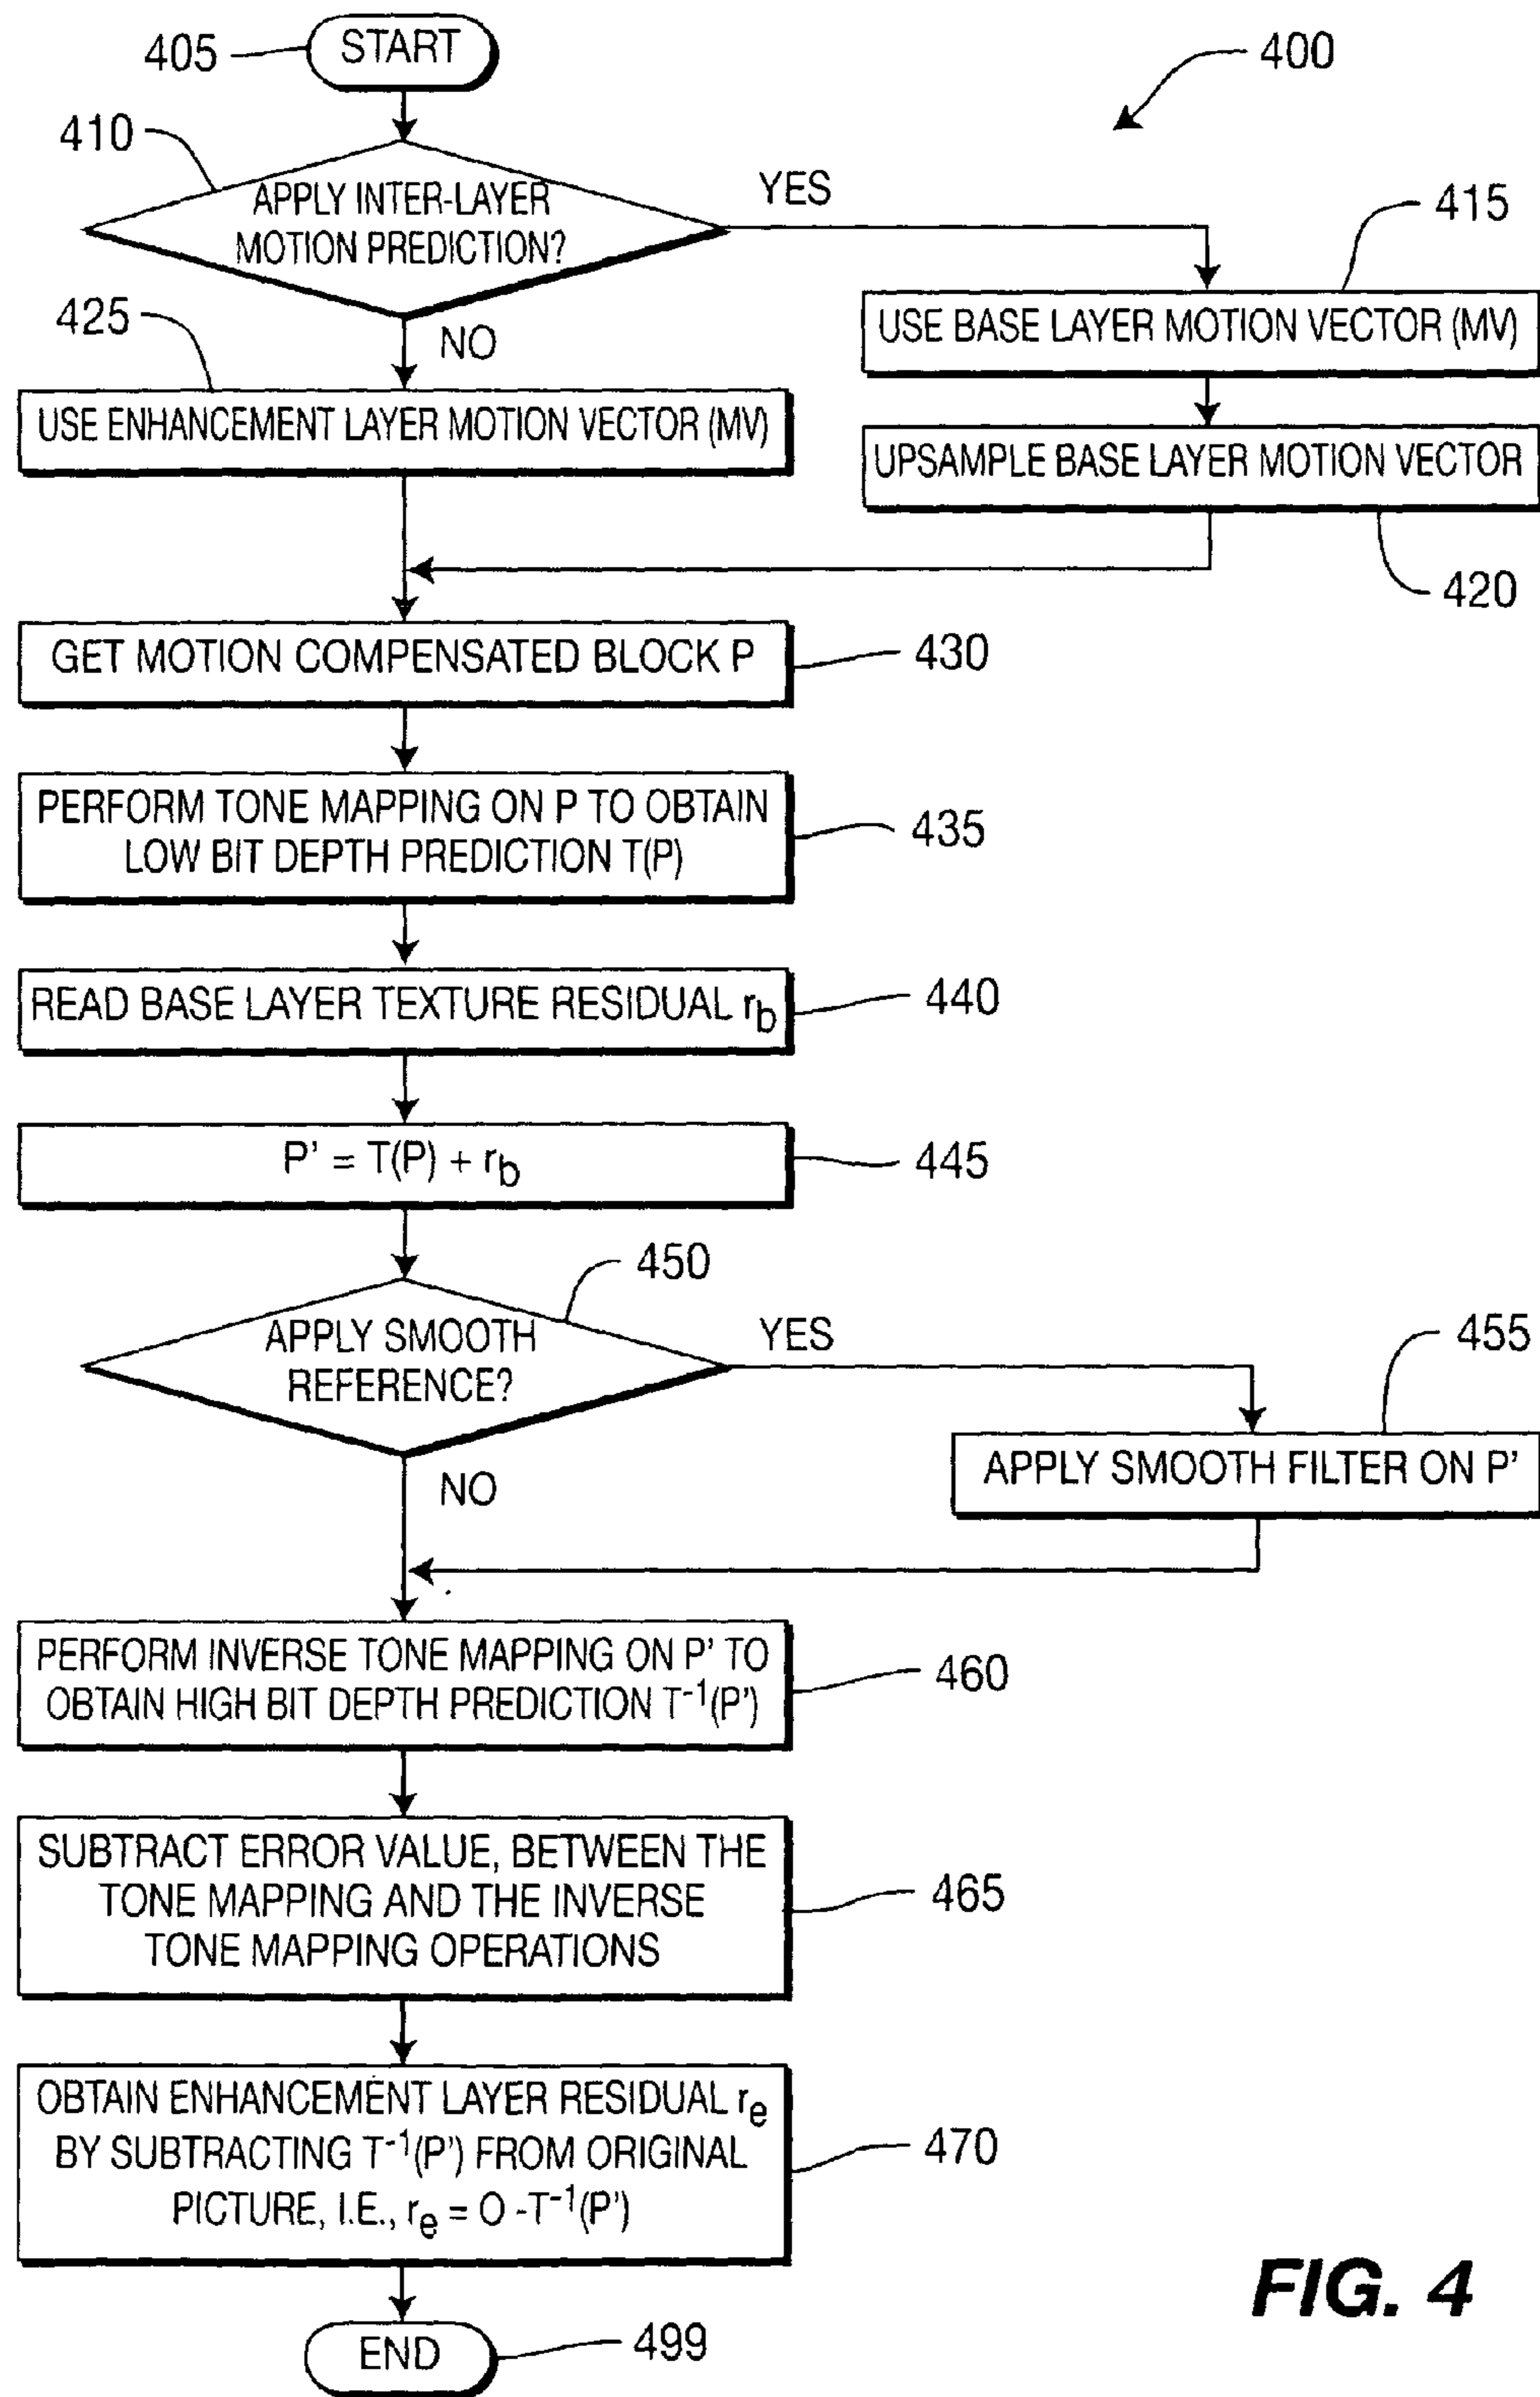 405
START
400
410
APPLY INTER-LAYER
MOTION PREDICTION?
YES
415
425
NO
USE BASE LAYER MOTION VECTOR (MV)
USE ENHANCEMENT LAYER MOTION VECTOR (MV)
UPSAMPLE BASE LAYER MOTION VECTOR
420
GET MOTION COMPENSATED BLOCK P
430
PERFORM TONE MAPPING ON P TO OBTAIN
LOW BIT DEPTH PREDICTION T(P)
435
READ BASE LAYER TEXTURE RESIDUAL rb
440
P' = T(P) + rb
445
450
APPLY SMOOTH
REFERENCE?
YES
455
NO
APPLY SMOOTH FILTER ON P'
PERFORM INVERSE TONE MAPPING ON P' TO
OBTAIN HIGH BIT DEPTH PREDICTION T-1(P')
460
SUBTRACT ERROR VALUE, BETWEEN THE
TONE MAPPING AND THE INVERSE
TONE MAPPING OPERATIONS
465
OBTAIN ENHANCEMENT LAYER RESIDUAL re
BY SUBTRACTING T-1(P') FROM ORIGINAL
PICTURE, I.E., re = O -T-1(P')
470
END
499
FIG. 4